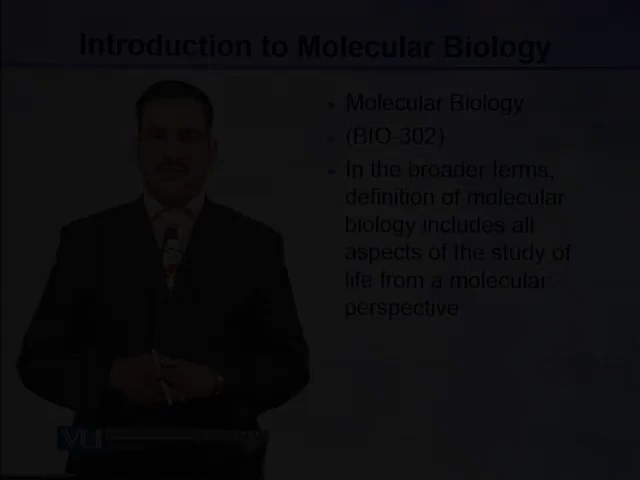 Introduction to Molecular Biology
Molecular Biology
(BIO-302)
In the broader terms,
definition of molecular
biology includes all
aspects of the study of
life from a molecular
perspective
VU